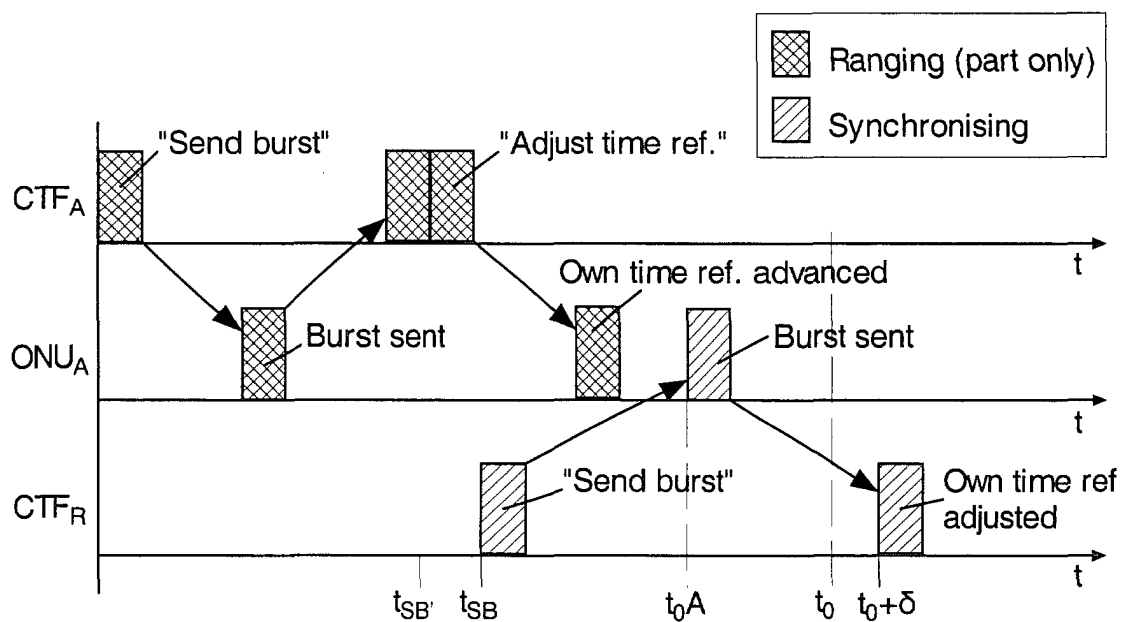 Ranging (part only)
Synchronising
"Send burst"
"Adjust time ref."
CTFA
t
Own time ref. advanced
Burst sent
Burst sent
ONUA
t
"Send burst"
Own time ref
adjusted
CTFR
t
tSB'
tSB
t0A
t0
t0+δ